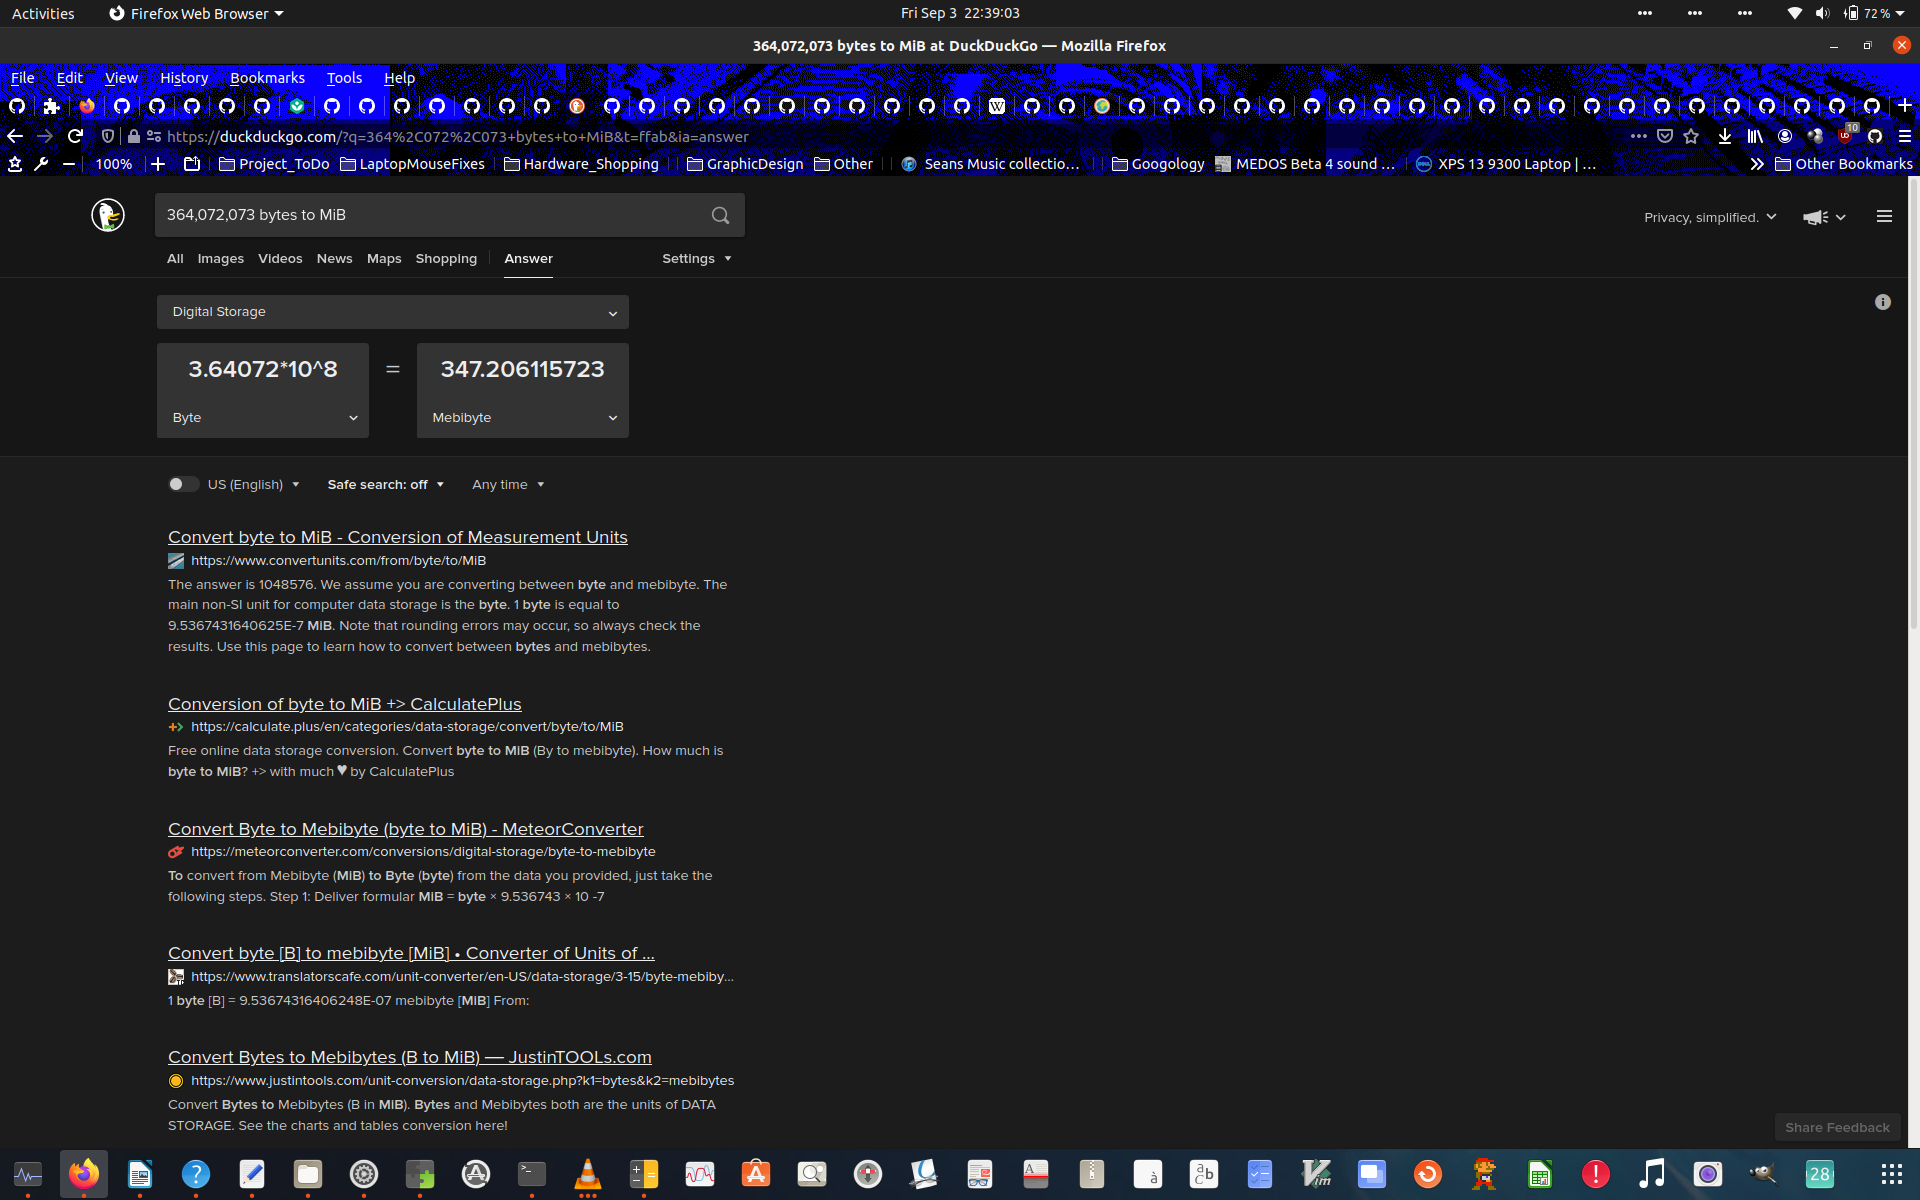 Activities Firefox Web Browser Fri Sep 3 22:39:03 72 %
364,072,073 bytes to MiB at DuckDuckGo — Mozilla Firefox
File Edit View History Bookmarks Tools Help
https://duckduckgo.com/?q=364%2C072%2C073+bytes+to+MiB&t=ffab&ia=answer 10
100% Project_ToDo LaptopMouseFixes Hardware_Shopping GraphicDesign Other Seans Music collectio… Googology MEDOS Beta 4 sound … XPS 13 9300 Laptop | … Other Bookmarks
364,072,073 bytes to MiB
Privacy, simplified.
All Images Videos News Maps Shopping Answer Settings
Digital Storage
3.64072*10^8 = 347.206115723
Byte Mebibyte
US (English) Safe search: off Any time
Convert byte to MiB - Conversion of Measurement Units
https://www.convertunits.com/from/byte/to/MiB
The answer is 1048576. We assume you are converting between byte and mebibyte. The
main non-SI unit for computer data storage is the byte. 1 byte is equal to
9.5367431640625E-7 MiB. Note that rounding errors may occur, so always check the
results. Use this page to learn how to convert between bytes and mebibytes.
Conversion of byte to MiB +> CalculatePlus
https://calculate.plus/en/categories/data-storage/convert/byte/to/MiB
Free online data storage conversion. Convert byte to MiB (By to mebibyte). How much is
byte to MiB? +> with much ♥ by CalculatePlus
Convert Byte to Mebibyte (byte to MiB) - MeteorConverter
https://meteorconverter.com/conversions/digital-storage/byte-to-mebibyte
To convert from Mebibyte (MIB) to Byte (byte) from the data you provided, just take the
following steps. Step 1: Deliver formular MiB = byte × 9.536743 × 10 -7
Convert byte [B] to mebibyte [MiB] • Converter of Units of ...
https://www.translatorscafe.com/unit-converter/en-US/data-storage/3-15/byte-mebiby...
1 byte [B] = 9.53674316406248E-07 mebibyte [MiB] From:
Convert Bytes to Mebibytes (B to MiB) — JustinTOOLs.com
https://www.justintools.com/unit-conversion/data-storage.php?k1=bytes&k2=mebibytes
Convert Bytes to Mebibytes (B in MiB). Bytes and Mebibytes both are the units of DATA
STORAGE. See the charts and tables conversion here!
Share Feedback
28